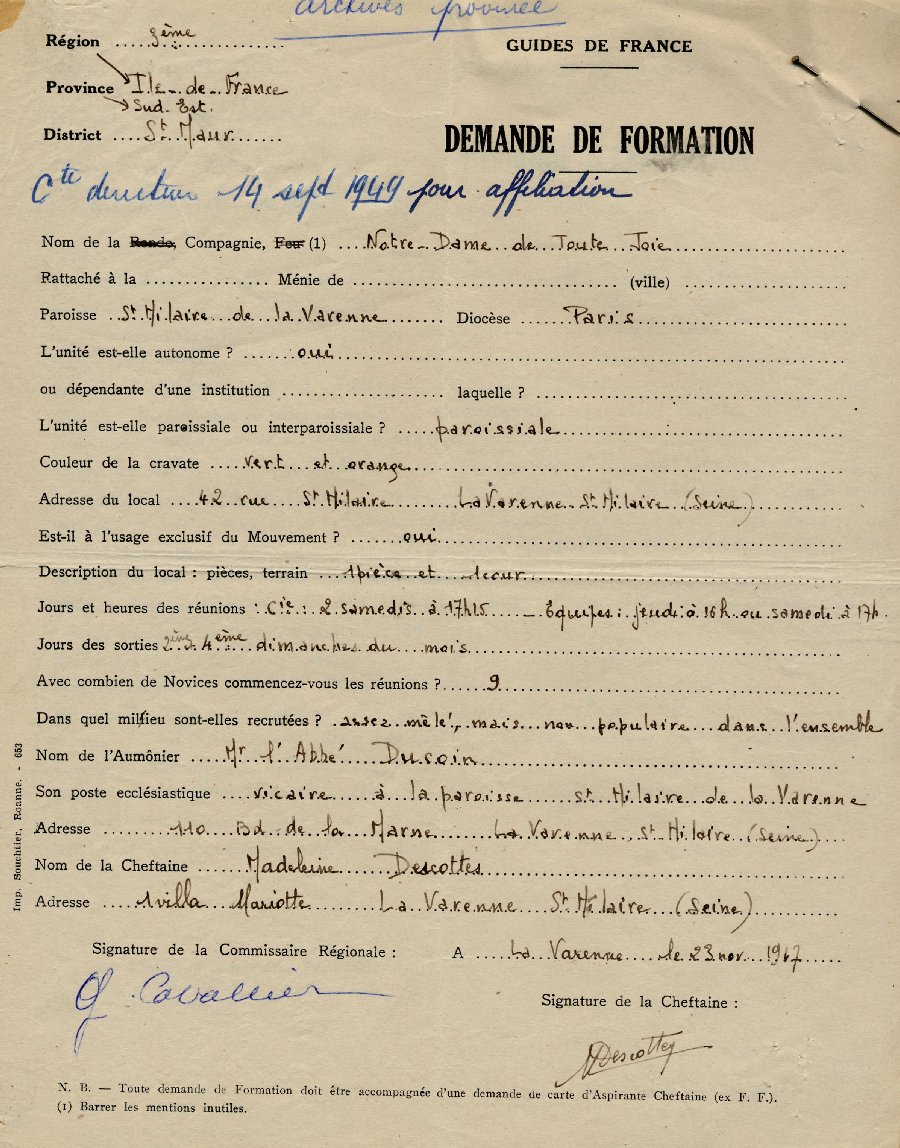 archives province
Région 3ème
GUIDES DE FRANCE
Province Ile de France
Sud Est.
District St Maur
DEMANDE DE FORMATION
Cte 14 sept 1949 pour affiliation
Nom de la Ronde, Compagnie, Feu (1) Notre Dame de Toute Joie
Rattaché à la Ménie de (ville)
Paroisse St Hilaire de la Varenne Diocèse Paris
L'unité est-elle autonome ? oui
ou dépendante d'une institution laquelle ?
L'unité est-elle paroissiale ou interparoissiale ? paroissiale
Couleur de la cravate vert et orange
Adresse du local 42 rue St Hilaire La Varenne St Hilaire (Seine)
Est-il à l'usage exclusif du Mouvement ? oui
Description du local : pièces, terrain 1 pièce et 1 cour
Jours et heures des réunions : Cie : 2 samedis à 17h15 - Equipes : jeudi à 16h ou samedi à 17h
Jours des sorties 2ème 4ème dimanches du mois
Avec combien de Novices commencez-vous les réunions ? 9
Dans quel milieu sont-elles recrutées ? assez mêlé, mais non populaire dans l'ensemble
Nom de l'Aumônier Mr l'Abbé Ducoin
Son poste ecclésiastique vicaire à la paroisse St Hilaire de la Varenne
Adresse 110 Bd de la Marne La Varenne St Hilaire (Seine)
Nom de la Cheftaine Madeleine Descottes
Adresse 1 villa Mariotte La Varenne St Hilaire (Seine)
Signature de la Commissaire Régionale : A La Varenne le 23 nov. 1947
Cavallier
Signature de la Cheftaine :
MDescottes
N. B. — Toute demande de Formation doit être accompagnée d'une demande de carte d'Aspirante Cheftaine (ex F. F.).
(1) Barrer les mentions inutiles.
Imp. Souchier, Roanne. - 653